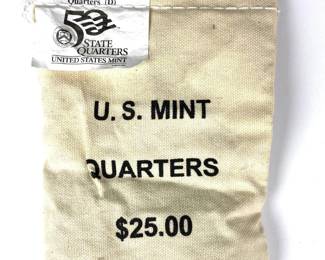 Quarters (D)
50
STATE
QUARTERS
UNITED STATES MINT
U. S. MINT
QUARTERS
$25.00